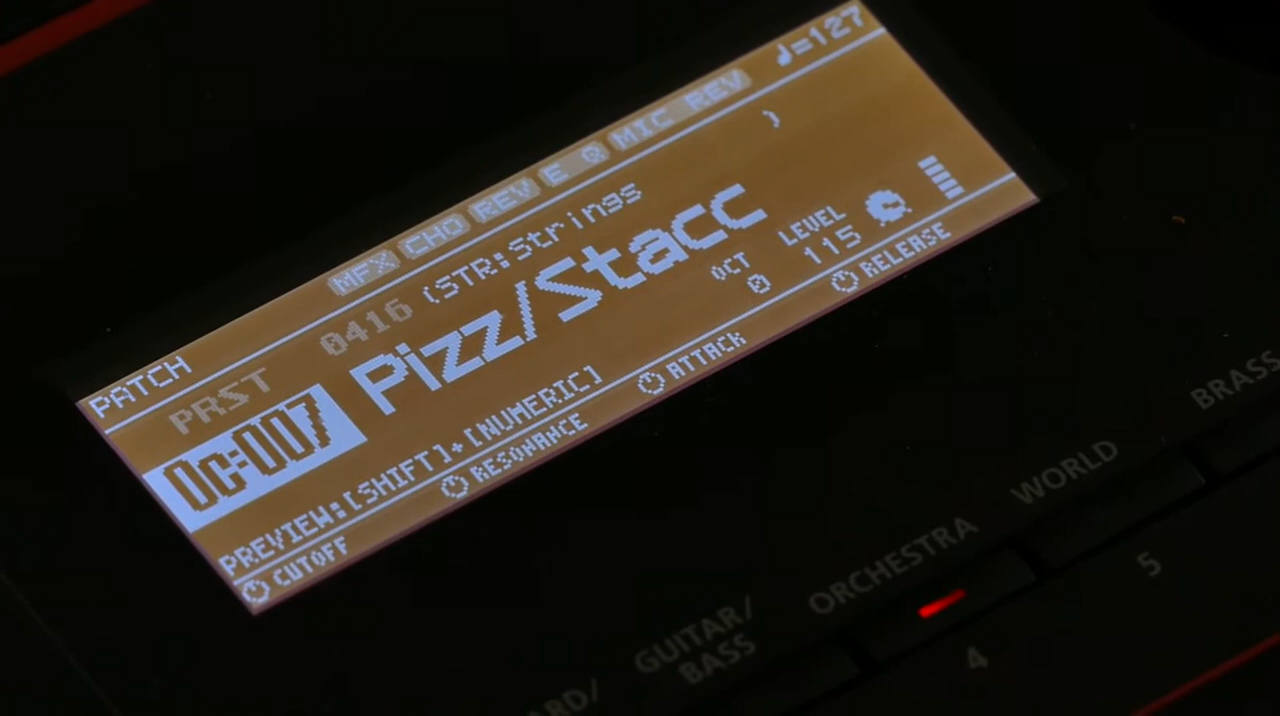 PATCH MFX CHO REV E Q MIC REV ♩=127
PRST 0416 (STR:Strings )
Oc:007 Pizz/Stacc
OCT LEVEL
0 115
PREVIEW:[SHIFT]+[NUMERIC]
CUTOFF RESONANCE ATTACK RELEASE
GUITAR/
BASS
ORCHESTRA
WORLD
BRASS
4
5